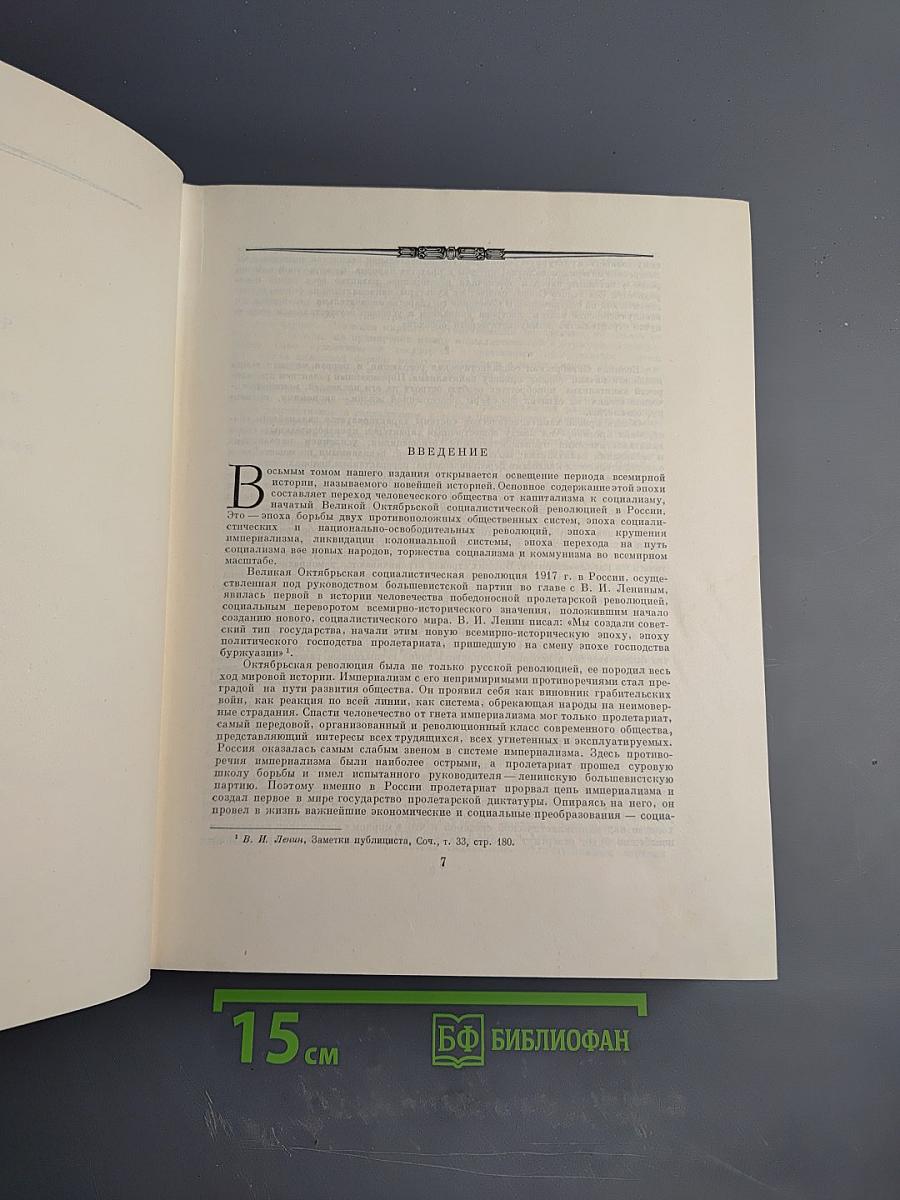 ВВЕДЕНИЕ
Восьмым томом нашего издания открывается освещение периода всемирной
истории, называемого новейшей историей. Основное содержание этой эпохи
составляет переход человеческого общества от капитализма к социализму,
начатый Великой Октябрьской социалистической революцией в России.
Это — эпоха борьбы двух противоположных общественных систем, эпоха социали-
стических и национально-освободительных революций, эпоха крушения
империализма, ликвидации колониальной системы, эпоха перехода на путь
социализма все новых народов, торжества социализма и коммунизма во всемирном
масштабе.
Великая Октябрьская социалистическая революция 1917 г. в России, осуще-
ствленная под руководством большевистской партии во главе с В. И. Лениным,
явилась первой в истории человечества победоносной пролетарской революцией,
социальным переворотом всемирно-исторического значения, положившим начало
созданию нового, социалистического мира. В. И. Ленин писал: «Мы создали совет-
ский тип государства, начали этим новую всемирно-историческую эпоху, эпоху
политического господства пролетариата, пришедшую на смену эпохе господства
буржуазии» ¹.
Октябрьская революция была не только русской революцией, ее породил весь
ход мировой истории. Империализм с его непримиримыми противоречиями стал пре-
градой на пути развития общества. Он проявил себя как виновник грабительских
войн, как реакция по всей линии, как система, обрекающая народы на неимовер-
ные страдания. Спасти человечество от гнета империализма мог только пролетариат,
самый передовой, организованный и революционный класс современного общества,
представляющий интересы всех трудящихся, всех угнетенных и эксплуатируемых.
Россия оказалась самым слабым звеном в системе империализма. Здесь противо-
речия империализма были наиболее острыми, а пролетариат прошел суровую
школу борьбы и имел испытанного руководителя — ленинскую большевистскую
партию. Поэтому именно в России пролетариат прорвал цепь империализма и
создал первое в мире государство пролетарской диктатуры. Опираясь на него, он
провел в жизнь важнейшие экономические и социальные преобразования — социа-
¹ В. И. Ленин, Заметки публициста, Соч., т. 33, стр. 180.
7
15 см
БФ БИБЛИОФАН